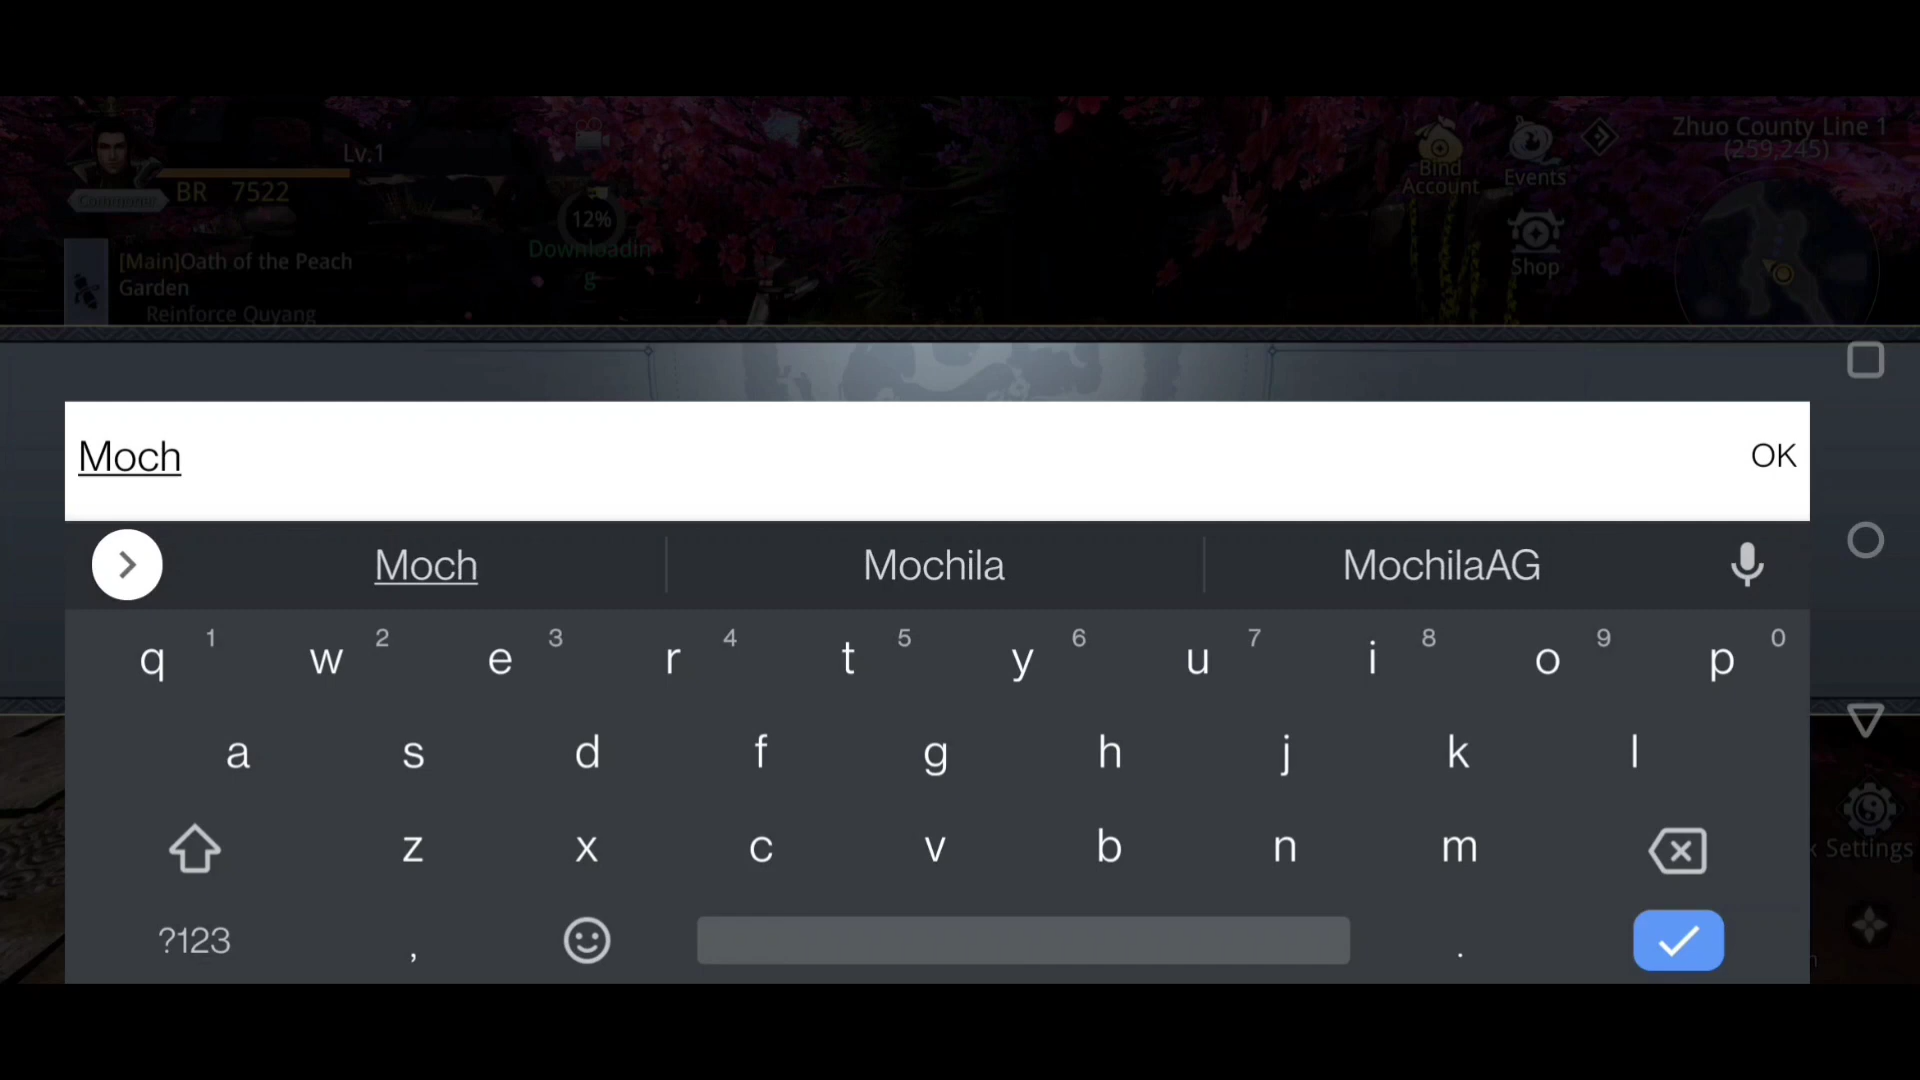 Lv.1
BR 7522
Conqueror
12%
Downloadin
g
[Main]Oath of the Peach
Garden
Reinforce Quyang
Bind
Account
Events
Shop
Zhuo County Line 1
(259,245)
Moch
OK
Moch Mochila MochilaAG
q 1 w 2 e 3 r 4 t 5 y 6 u 7 i 8 o 9 p 0
a s d f g h j k l
z x c v b n m
Settings
?123 , .